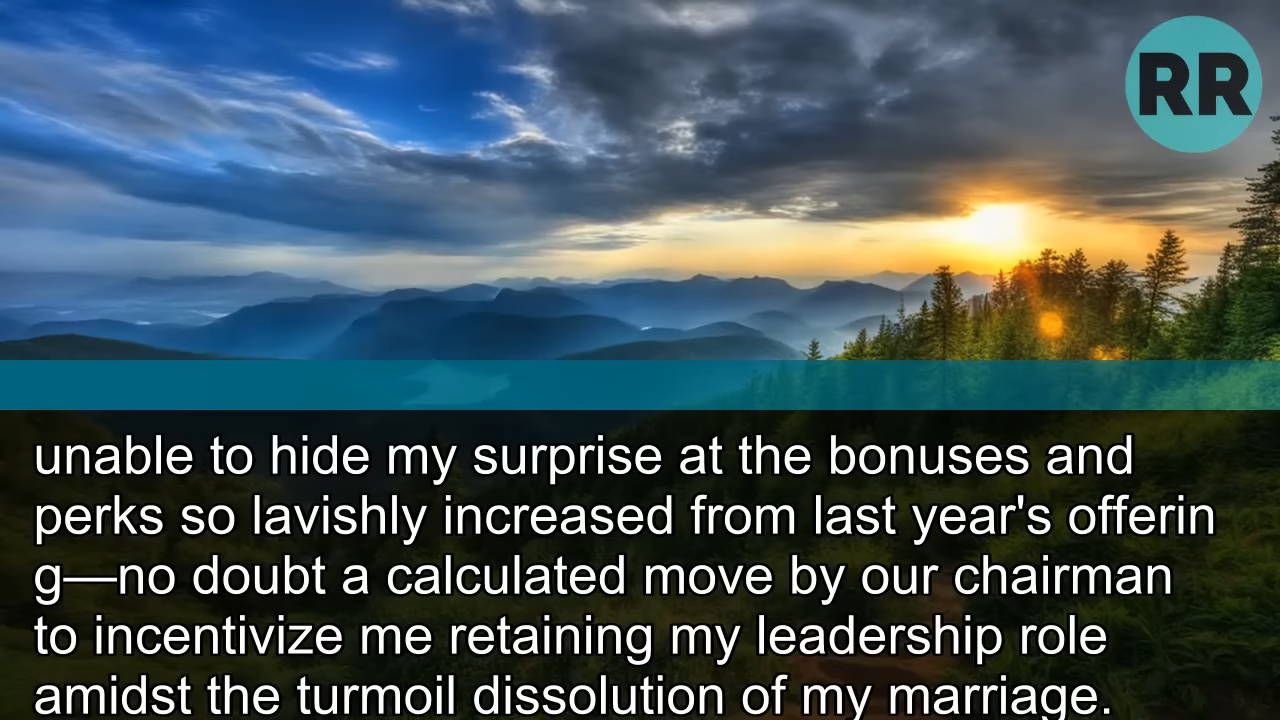 RR
unable to hide my surprise at the bonuses and
perks so lavishly increased from last year's offerin
g—no doubt a calculated move by our chairman
to incentivize me retaining my leadership role
amidst the turmoil dissolution of my marriage.